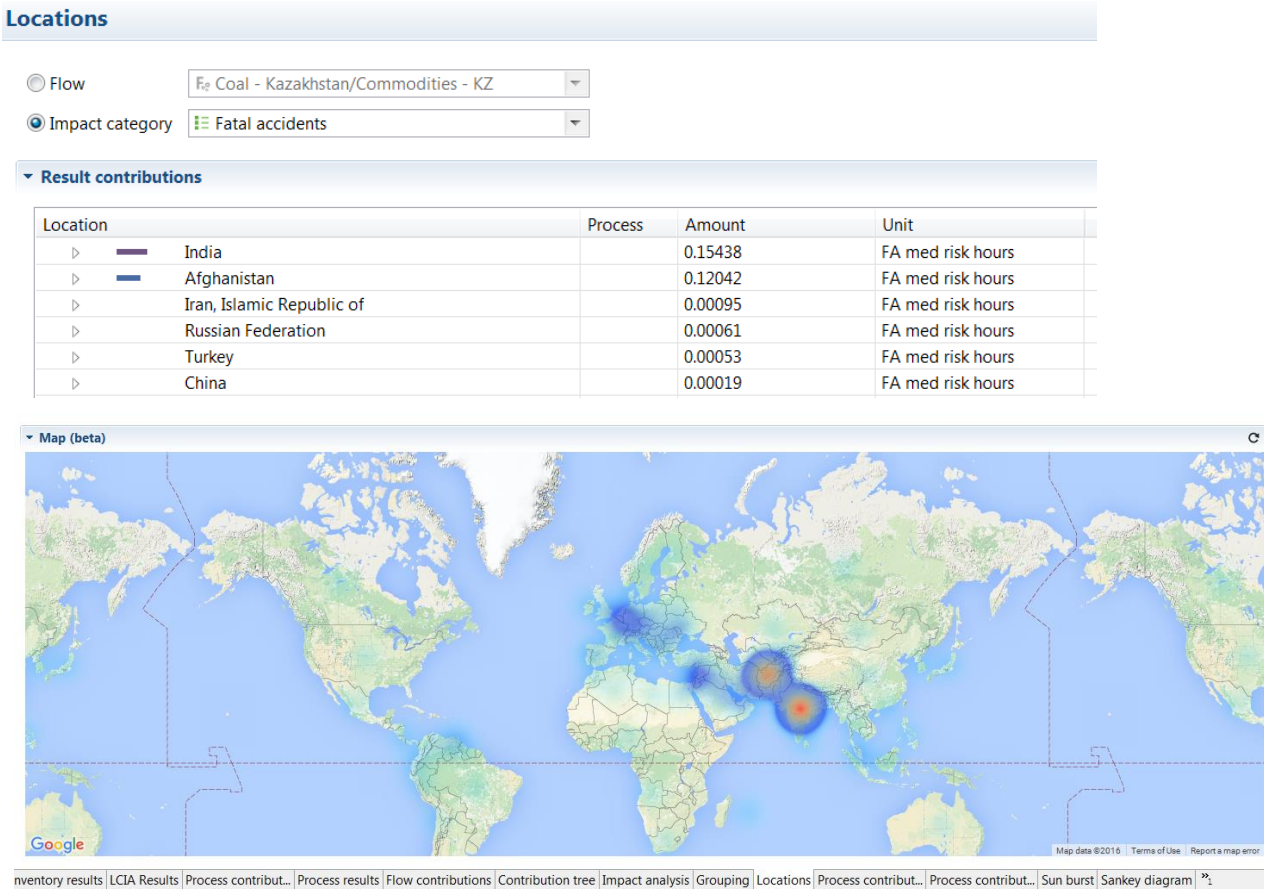 Locations
Flow Fe Coal - Kazakhstan/Commodities - KZ
Impact category Fatal accidents
Result contributions
Location Process Amount Unit
India 0.15438 FA med risk hours
Afghanistan 0.12042 FA med risk hours
Iran, Islamic Republic of 0.00095 FA med risk hours
Russian Federation 0.00061 FA med risk hours
Turkey 0.00053 FA med risk hours
China 0.00019 FA med risk hours
Map (beta)
Google
Map data ©2016 Terms of Use Report a map error
nventory results LCIA Results Process contribut... Process results Flow contributions Contribution tree Impact analysis Grouping Locations Process contribut... Process contribut... Sun burst Sankey diagram »1